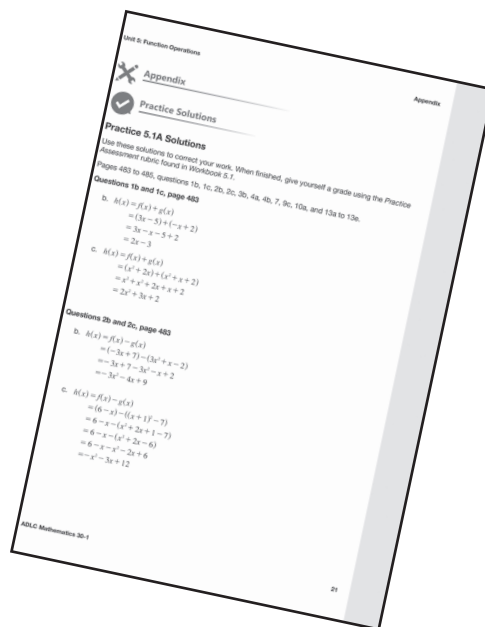 Unit 5: Function Operations
Appendix
Appendix
Practice Solutions
Practice 5.1A Solutions
Use these solutions to correct your work. When finished, give yourself a grade using the Practice
Assessment rubric found in Workbook 5.1.
Pages 483 to 485, questions 1b, 1c, 2b, 2c, 3b, 4a, 4b, 7, 9c, 10a, and 13a to 13e.
Questions 1b and 1c, page 483
b. h(x) = f(x) + g(x)
= (3x − 5) + (−x + 2)
= 3x − x − 5 + 2
= 2x − 3
c. h(x) = f(x) + g(x)
= (x² + 2x) + (x² + x + 2)
= x² + x² + 2x + x + 2
= 2x² + 3x + 2
Questions 2b and 2c, page 483
b. h(x) = f(x) − g(x)
= (−3x + 7) − (3x² + x − 2)
= −3x + 7 − 3x² − x + 2
= −3x² − 4x + 9
c. h(x) = f(x) − g(x)
= (6 − x) − ((x + 1)² − 7)
= 6 − x − (x² + 2x + 1 − 7)
= 6 − x − (x² + 2x − 6)
= 6 − x − x² − 2x + 6
= −x² − 3x + 12
ADLC Mathematics 30-1
21